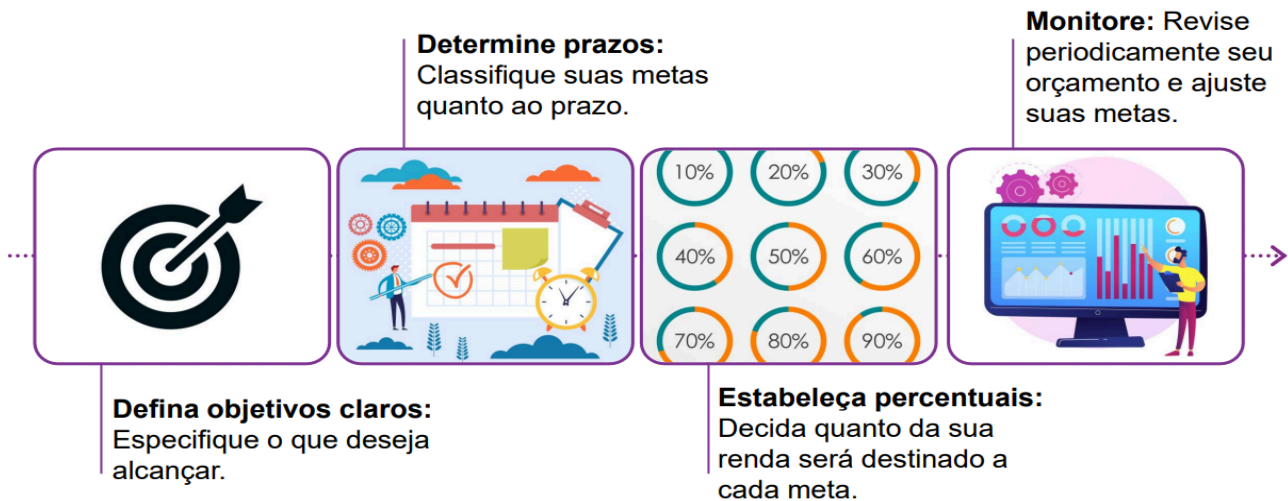 Defina objetivos claros:
Especifique o que deseja
alcançar.
Determine prazos:
Classifique suas metas
quanto ao prazo.
10%
20%
30%
40%
50%
60%
70%
80%
90%
Estabeleça percentuais:
Decida quanto da sua
renda será destinado a
cada meta.
Monitore: Revise
periodicamente seu
orçamento e ajuste
suas metas.